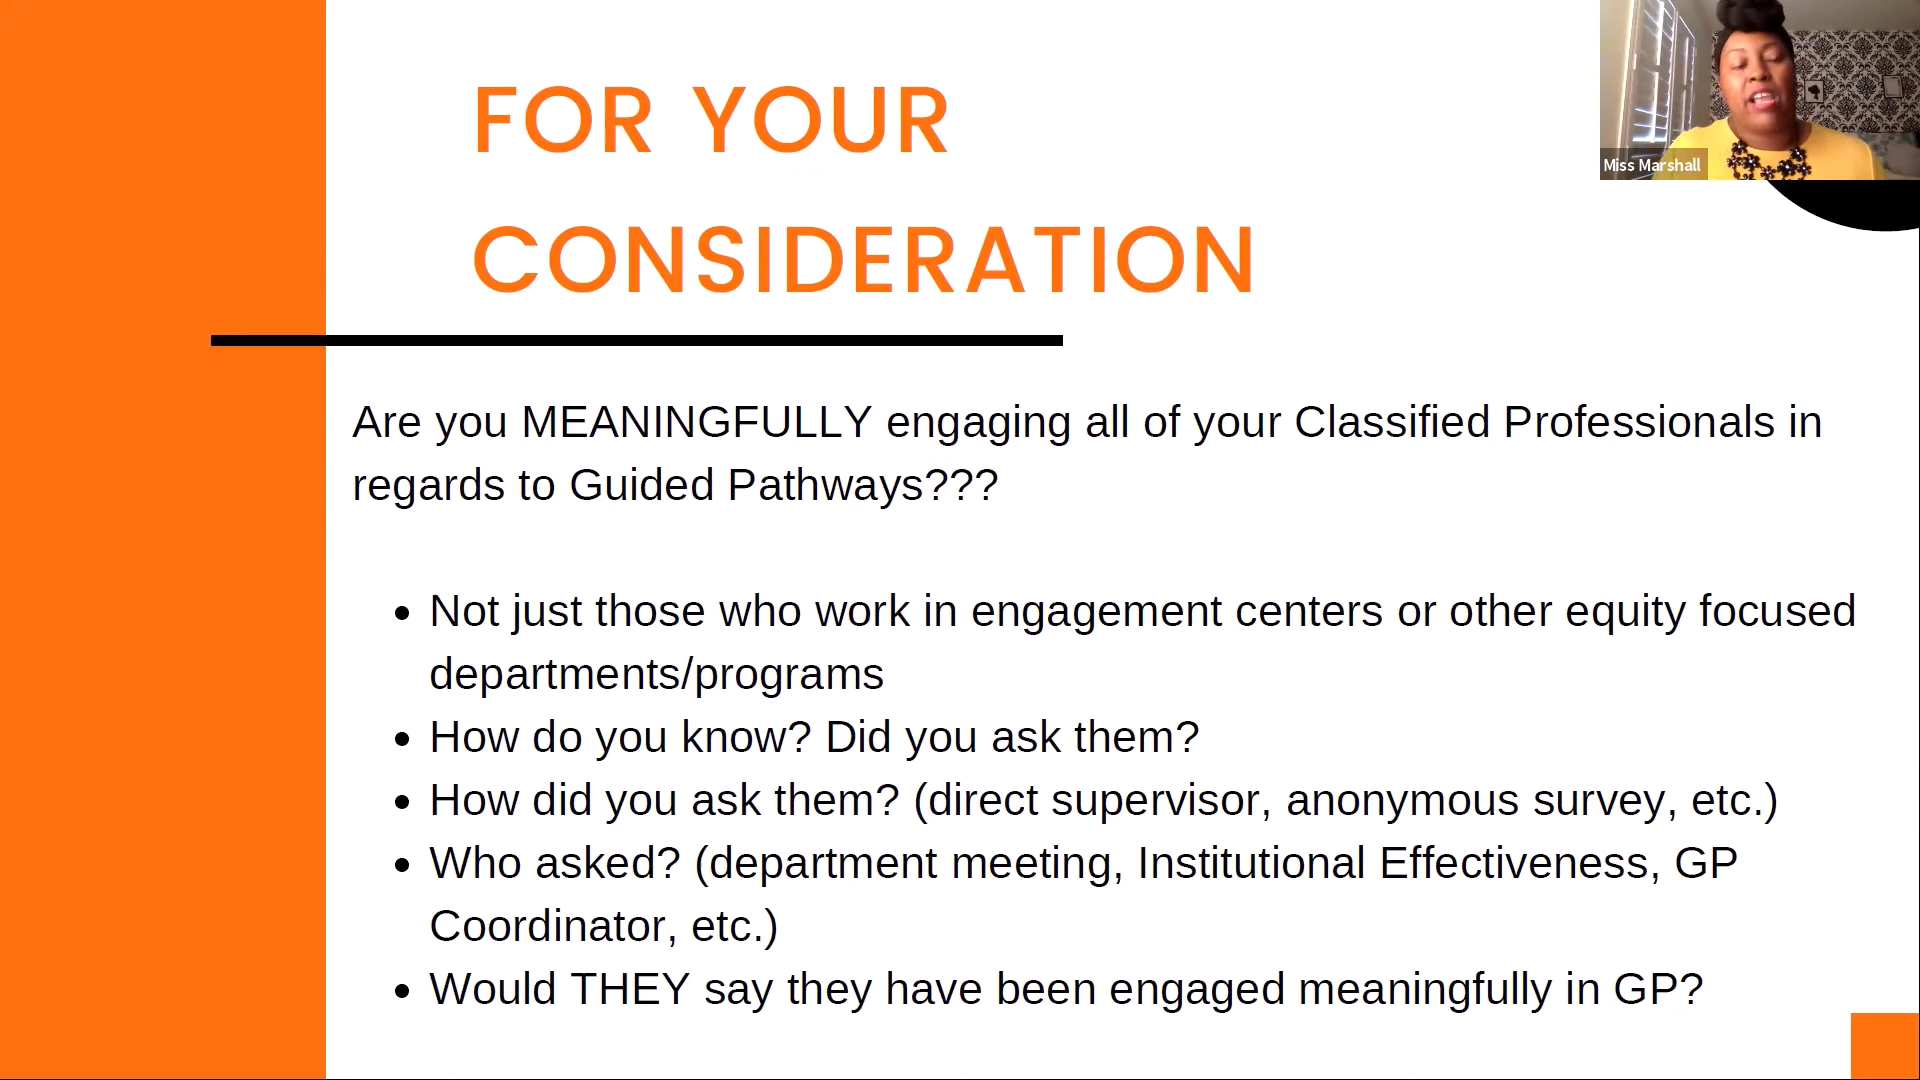 FOR YOUR
CONSIDERATION
Miss Marshall
Are you MEANINGFULLY engaging all of your Classified Professionals in
regards to Guided Pathways???
• Not just those who work in engagement centers or other equity focused
departments/programs
• How do you know? Did you ask them?
• How did you ask them? (direct supervisor, anonymous survey, etc.)
• Who asked? (department meeting, Institutional Effectiveness, GP
Coordinator, etc.)
• Would THEY say they have been engaged meaningfully in GP?